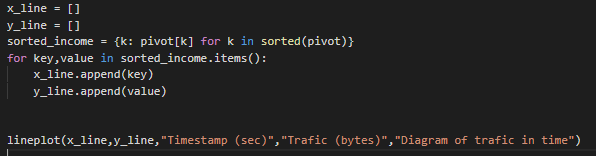 x_line = []
y_line = []
sorted_income = {k: pivot[k] for k in sorted(pivot)}
for key,value in sorted_income.items():
    x_line.append(key)
    y_line.append(value)
lineplot(x_line,y_line,"Timestamp (sec)","Trafic (bytes)","Diagram of trafic in time")